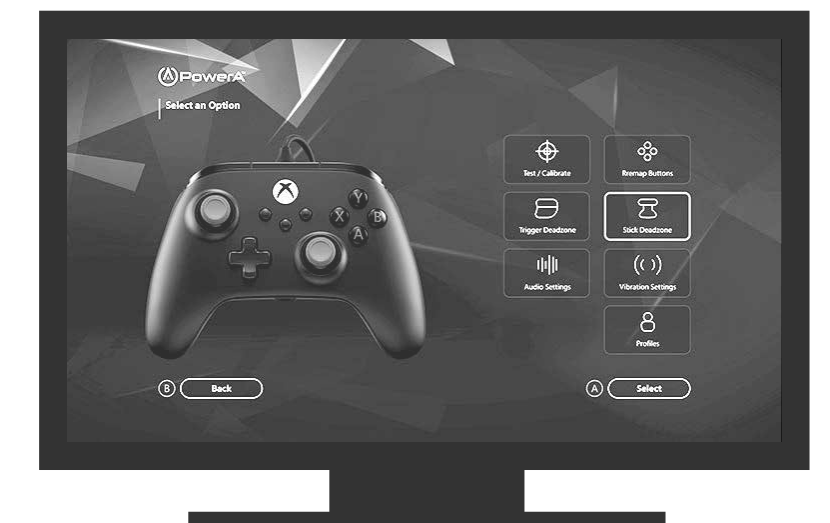 PowerA
Select an Option
Test / Calibrate
Rremap Buttons
Trigger Deadzone
Stick Deadzone
Audio Settings
Vibration Settings
Profiles
Y
X
B
A
B
Back
A
Select